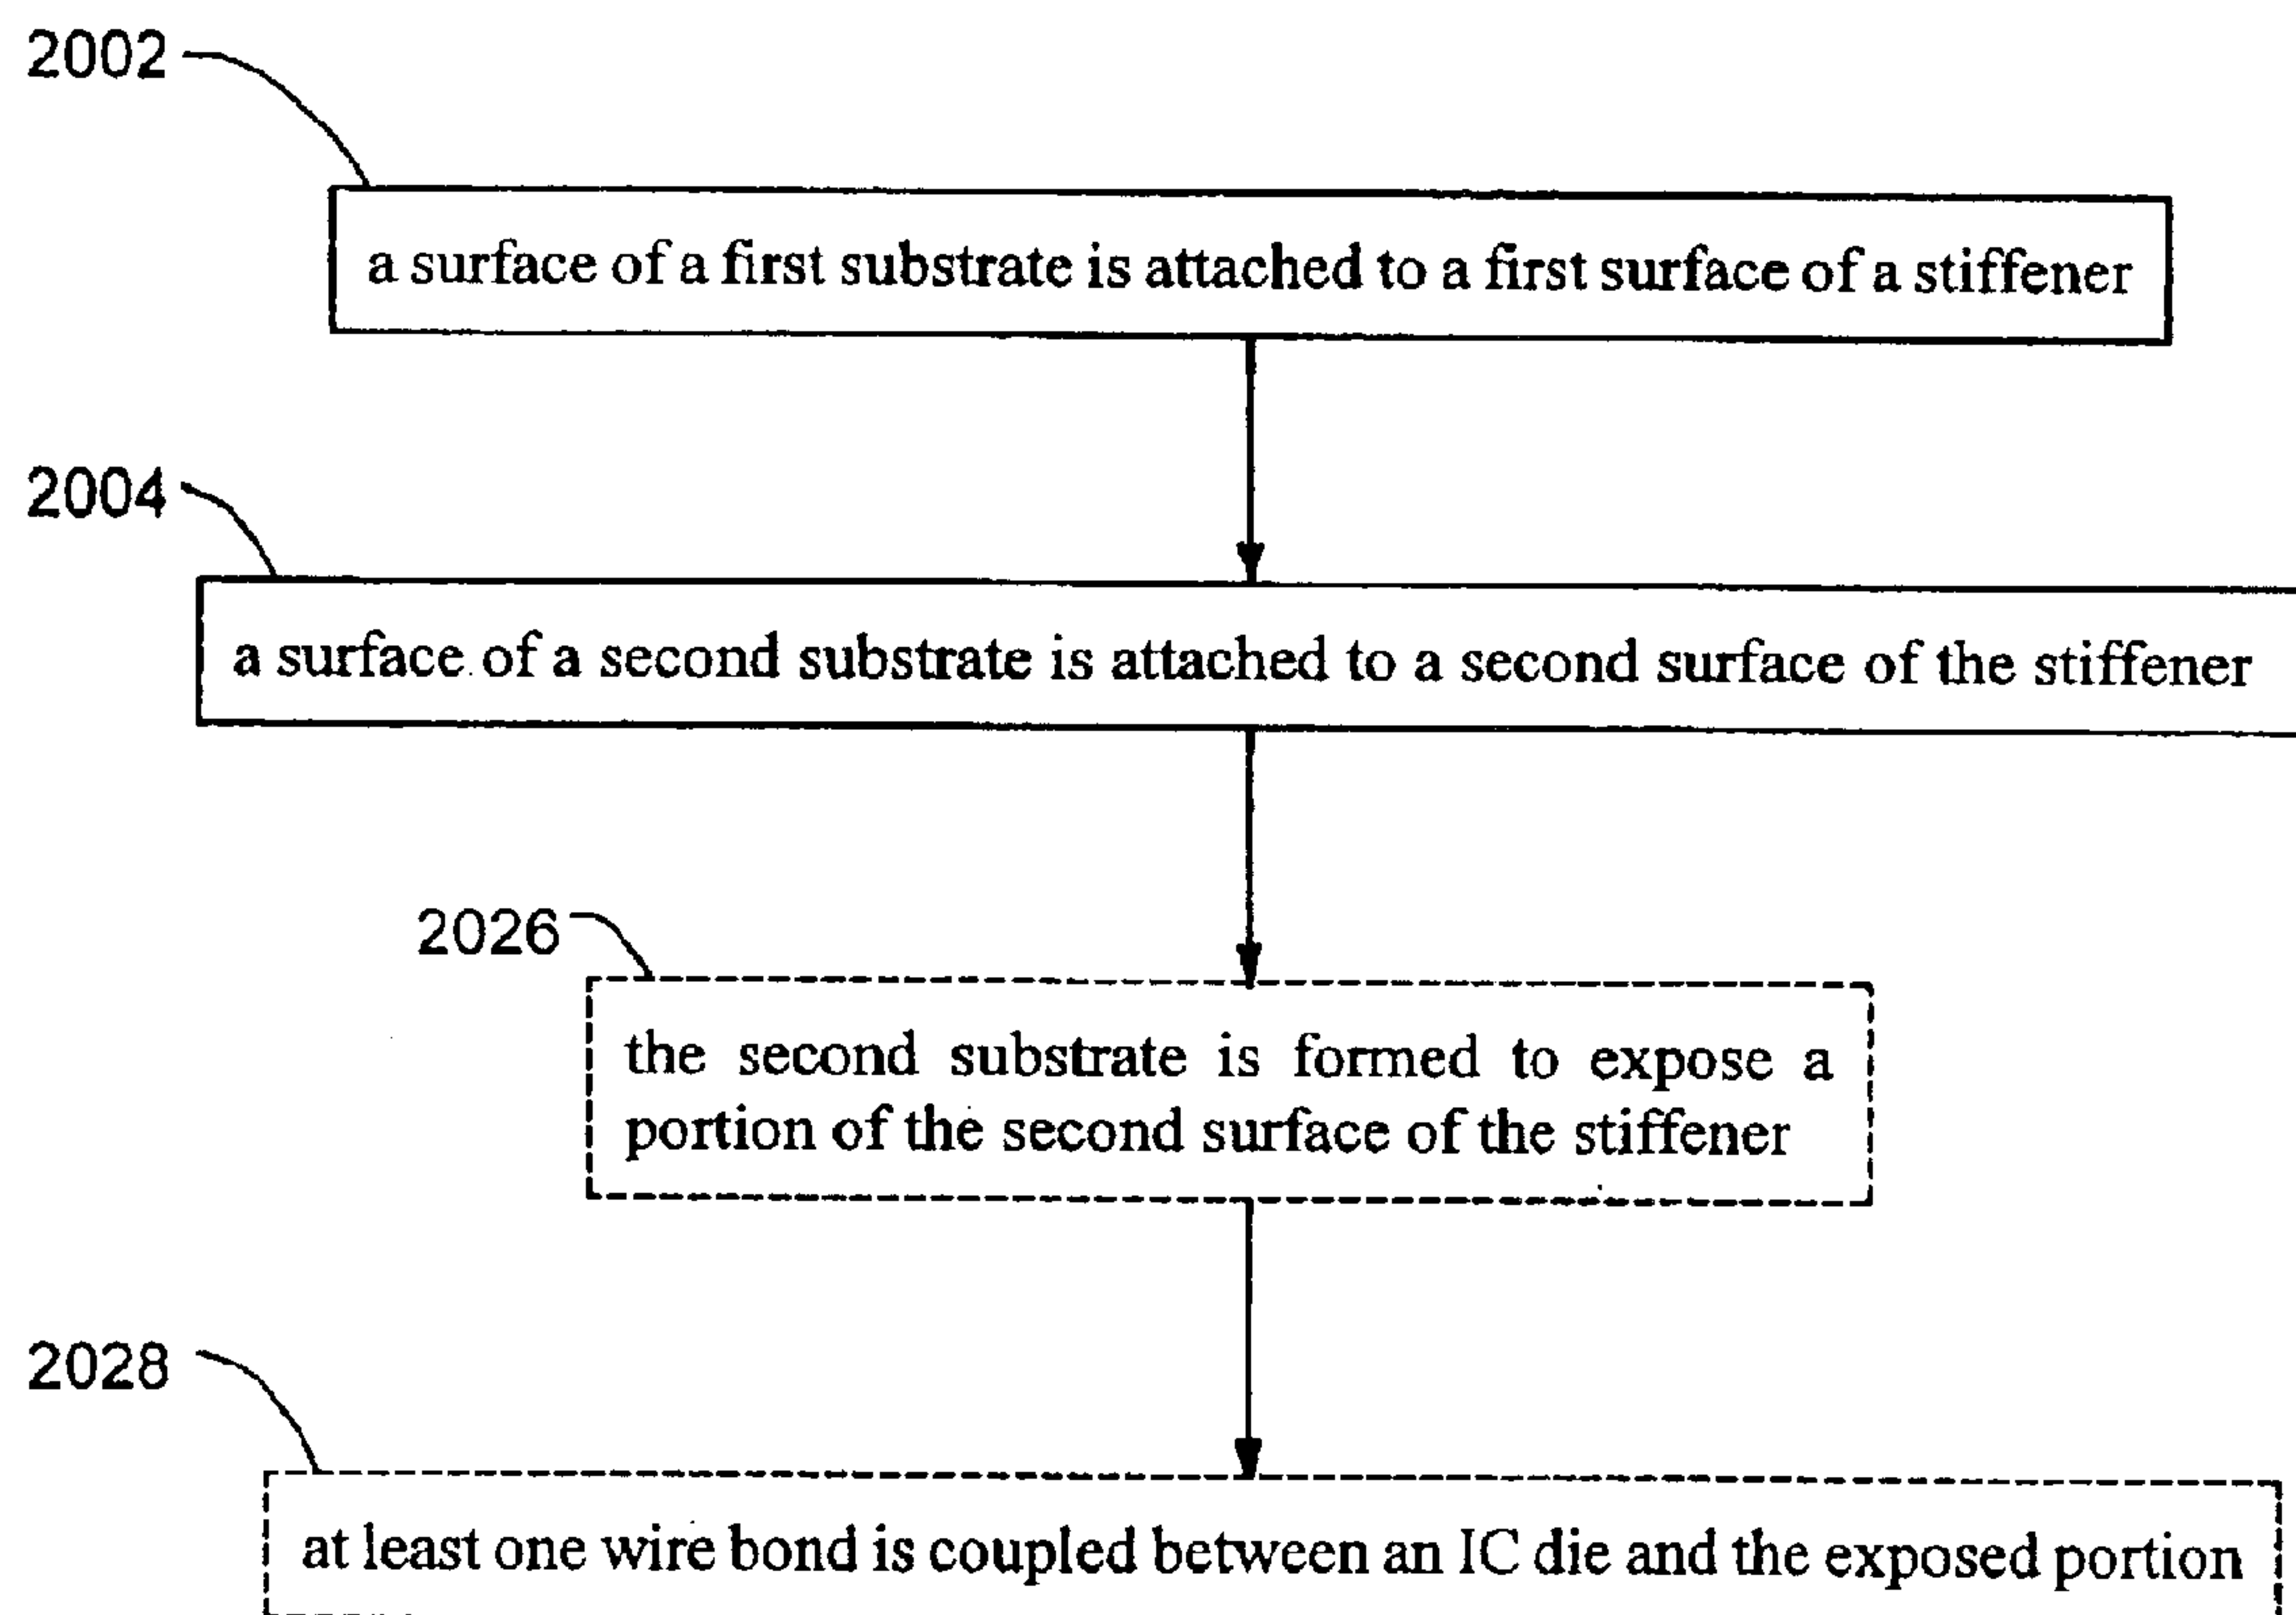 2002
a surface of a first substrate is attached to a first surface of a stiffener
2004
a surface of a second substrate is attached to a second surface of the stiffener
2026
the second substrate is formed to expose a
portion of the second surface of the stiffener
2028
at least one wire bond is coupled between an IC die and the exposed portion